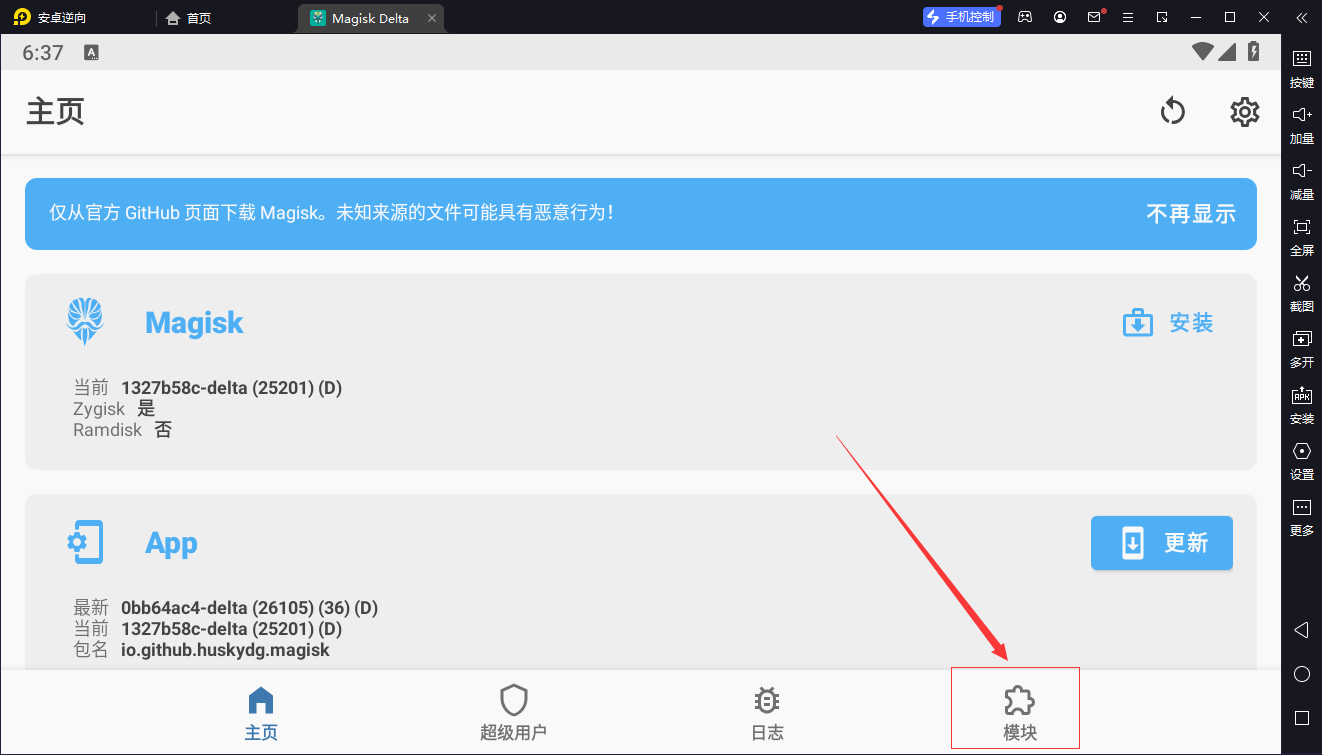 安卓逆向
首页
Magisk Delta
手机控制
6:37
A
主页
仅从官方 GitHub 页面下载 Magisk。未知来源的文件可能具有恶意行为！
不再显示
Magisk
安装
当前 1327b58c-delta (25201) (D)
Zygisk 是
Ramdisk 否
App
更新
最新 0bb64ac4-delta (26105) (36) (D)
当前 1327b58c-delta (25201) (D)
包名 io.github.huskydg.magisk
主页
超级用户
日志
模块
按键
加量
减量
全屏
截图
多开
APK
安装
设置
更多